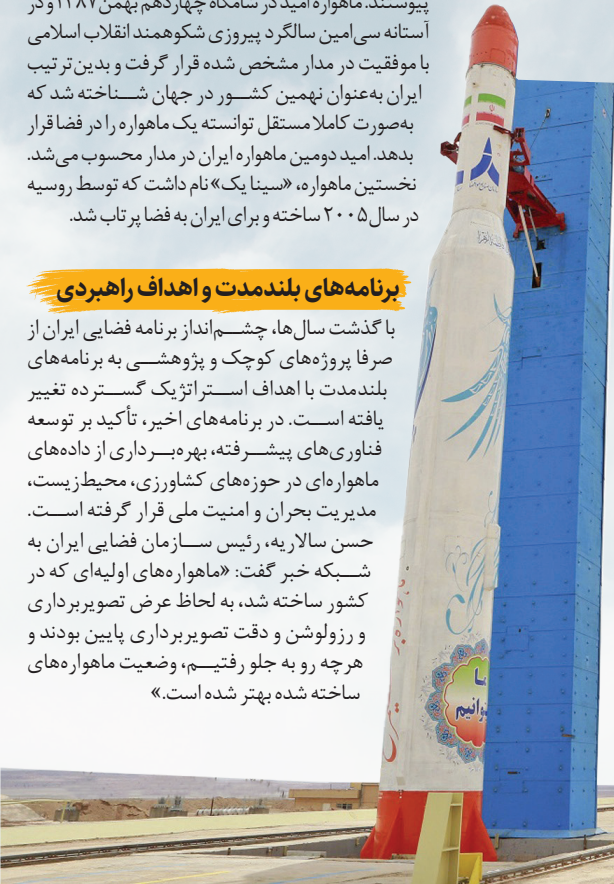 پیوستند. ماهواره امید در شامگاه چهاردهم بهمن ۱۳۸۷ و در
آستانه سی‌امین سالگرد پیروزی شکوهمند انقلاب اسلامی
با موفقیت در مدار مشخص شده قرار گرفت و بدین‌ترتیب
ایران به‌عنوان نهمین کشور در جهان شناخته شد که
به‌صورت کاملا مستقل توانسته یک ماهواره را در فضا قرار
بدهد. امید دومین ماهواره ایران در مدار محسوب می‌شد.
نخستین ماهواره، «سینا یک» نام داشت که توسط روسیه
در سال ۲۰۰۵ ساخته و برای ایران به فضا پرتاب شد.
برنامه‌های بلندمدت و اهداف راهبردی
با گذشت سال‌ها، چشم‌انداز برنامه فضایی ایران از
صرفا پروژه‌های کوچک و پژوهشی به برنامه‌های
بلندمدت با اهداف استراتژیک گسترده تغییر
یافته است. در برنامه‌های اخیر، تأکید بر توسعه
فناوری‌های پیشرفته، بهره‌برداری از داده‌های
ماهواره‌ای در حوزه‌های کشاورزی، محیط‌زیست،
مدیریت بحران و امنیت ملی قرار گرفته است.
حسن سالاریه، رئیس سازمان فضایی ایران به
شبکه خبر گفت: «ماهواره‌های اولیه‌ای که در
کشور ساخته شد، به لحاظ عرض تصویربرداری
و رزولوشن و دقت تصویربرداری پایین بودند و
هرچه رو به جلو رفتیم، وضعیت ماهواره‌های
ساخته شده بهتر شده است.»